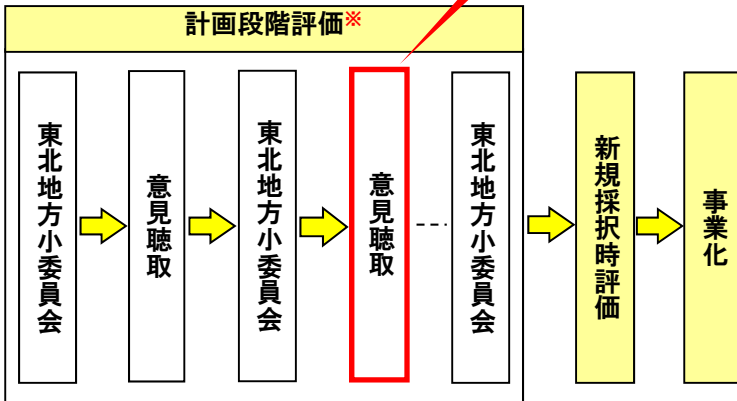 計画段階評価※
東北地方小委員会
意見聴取
東北地方小委員会
意見聴取
東北地方小委員会
新規採択時評価
事業化